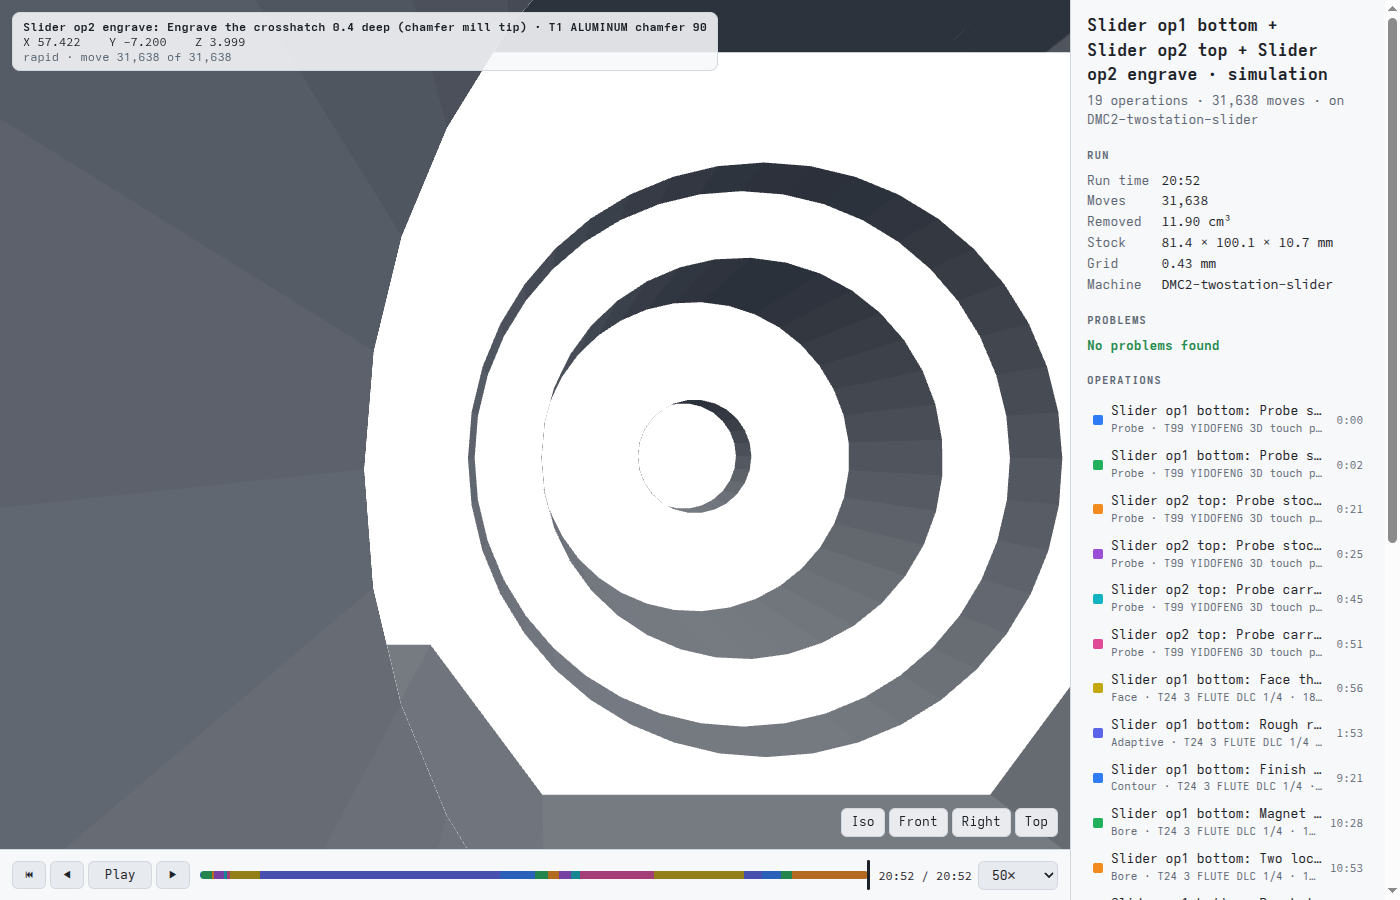 Slider op2 engrave: Engrave the crosshatch 0.4 deep (chamfer mill tip) · T1 ALUMINUM chamfer 90
X 57.422 Y -7.200 Z 3.999
rapid · move 31,638 of 31,638
Iso Front Right Top
Play
20:52 / 20:52
50×
Slider op1 bottom +
Slider op2 top + Slider
op2 engrave · simulation
19 operations · 31,638 moves · on
DMC2-twostation-slider
RUN
Run time 20:52
Moves 31,638
Removed 11.90 cm³
Stock 81.4 × 100.1 × 10.7 mm
Grid 0.43 mm
Machine DMC2-twostation-slider
PROBLEMS
No problems found
OPERATIONS
Slider op1 bottom: Probe s… 0:00
Probe · T99 YIDOFENG 3D touch p…
Slider op1 bottom: Probe s… 0:02
Probe · T99 YIDOFENG 3D touch p…
Slider op2 top: Probe stoc… 0:21
Probe · T99 YIDOFENG 3D touch p…
Slider op2 top: Probe stoc… 0:25
Probe · T99 YIDOFENG 3D touch p…
Slider op2 top: Probe carr… 0:45
Probe · T99 YIDOFENG 3D touch p…
Slider op2 top: Probe carr… 0:51
Probe · T99 YIDOFENG 3D touch p…
Slider op1 bottom: Face th… 0:56
Face · T24 3 FLUTE DLC 1/4 · 18…
Slider op1 bottom: Rough r… 1:53
Adaptive · T24 3 FLUTE DLC 1/4 …
Slider op1 bottom: Finish … 9:21
Contour · T24 3 FLUTE DLC 1/4 ·…
Slider op1 bottom: Magnet … 10:28
Bore · T24 3 FLUTE DLC 1/4 · 1…
Slider op1 bottom: Two loc… 10:53
Bore · T24 3 FLUTE DLC 1/4 · 1…